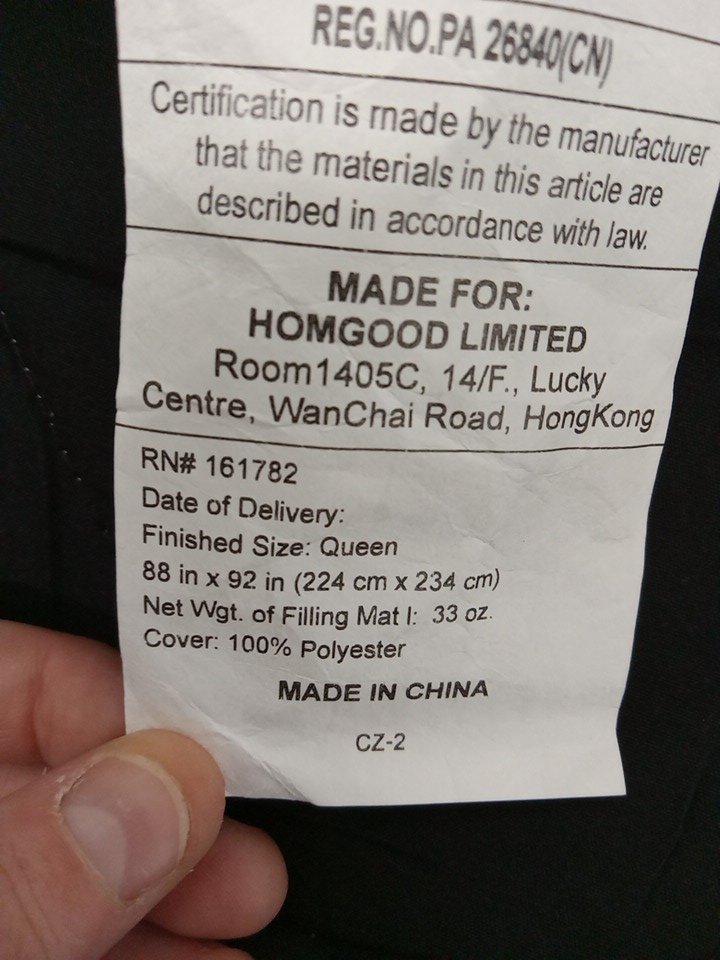 REG.NO.PA 26840(CN)
Certification is made by the manufacturer
that the materials in this article are
described in accordance with law.
MADE FOR:
HOMGOOD LIMITED
Room1405C, 14/F., Lucky
Centre, WanChai Road, HongKong
RN# 161782
Date of Delivery:
Finished Size: Queen
88 in x 92 in (224 cm x 234 cm)
Net Wgt. of Filling Mat l: 33 oz.
Cover: 100% Polyester
MADE IN CHINA
CZ-2